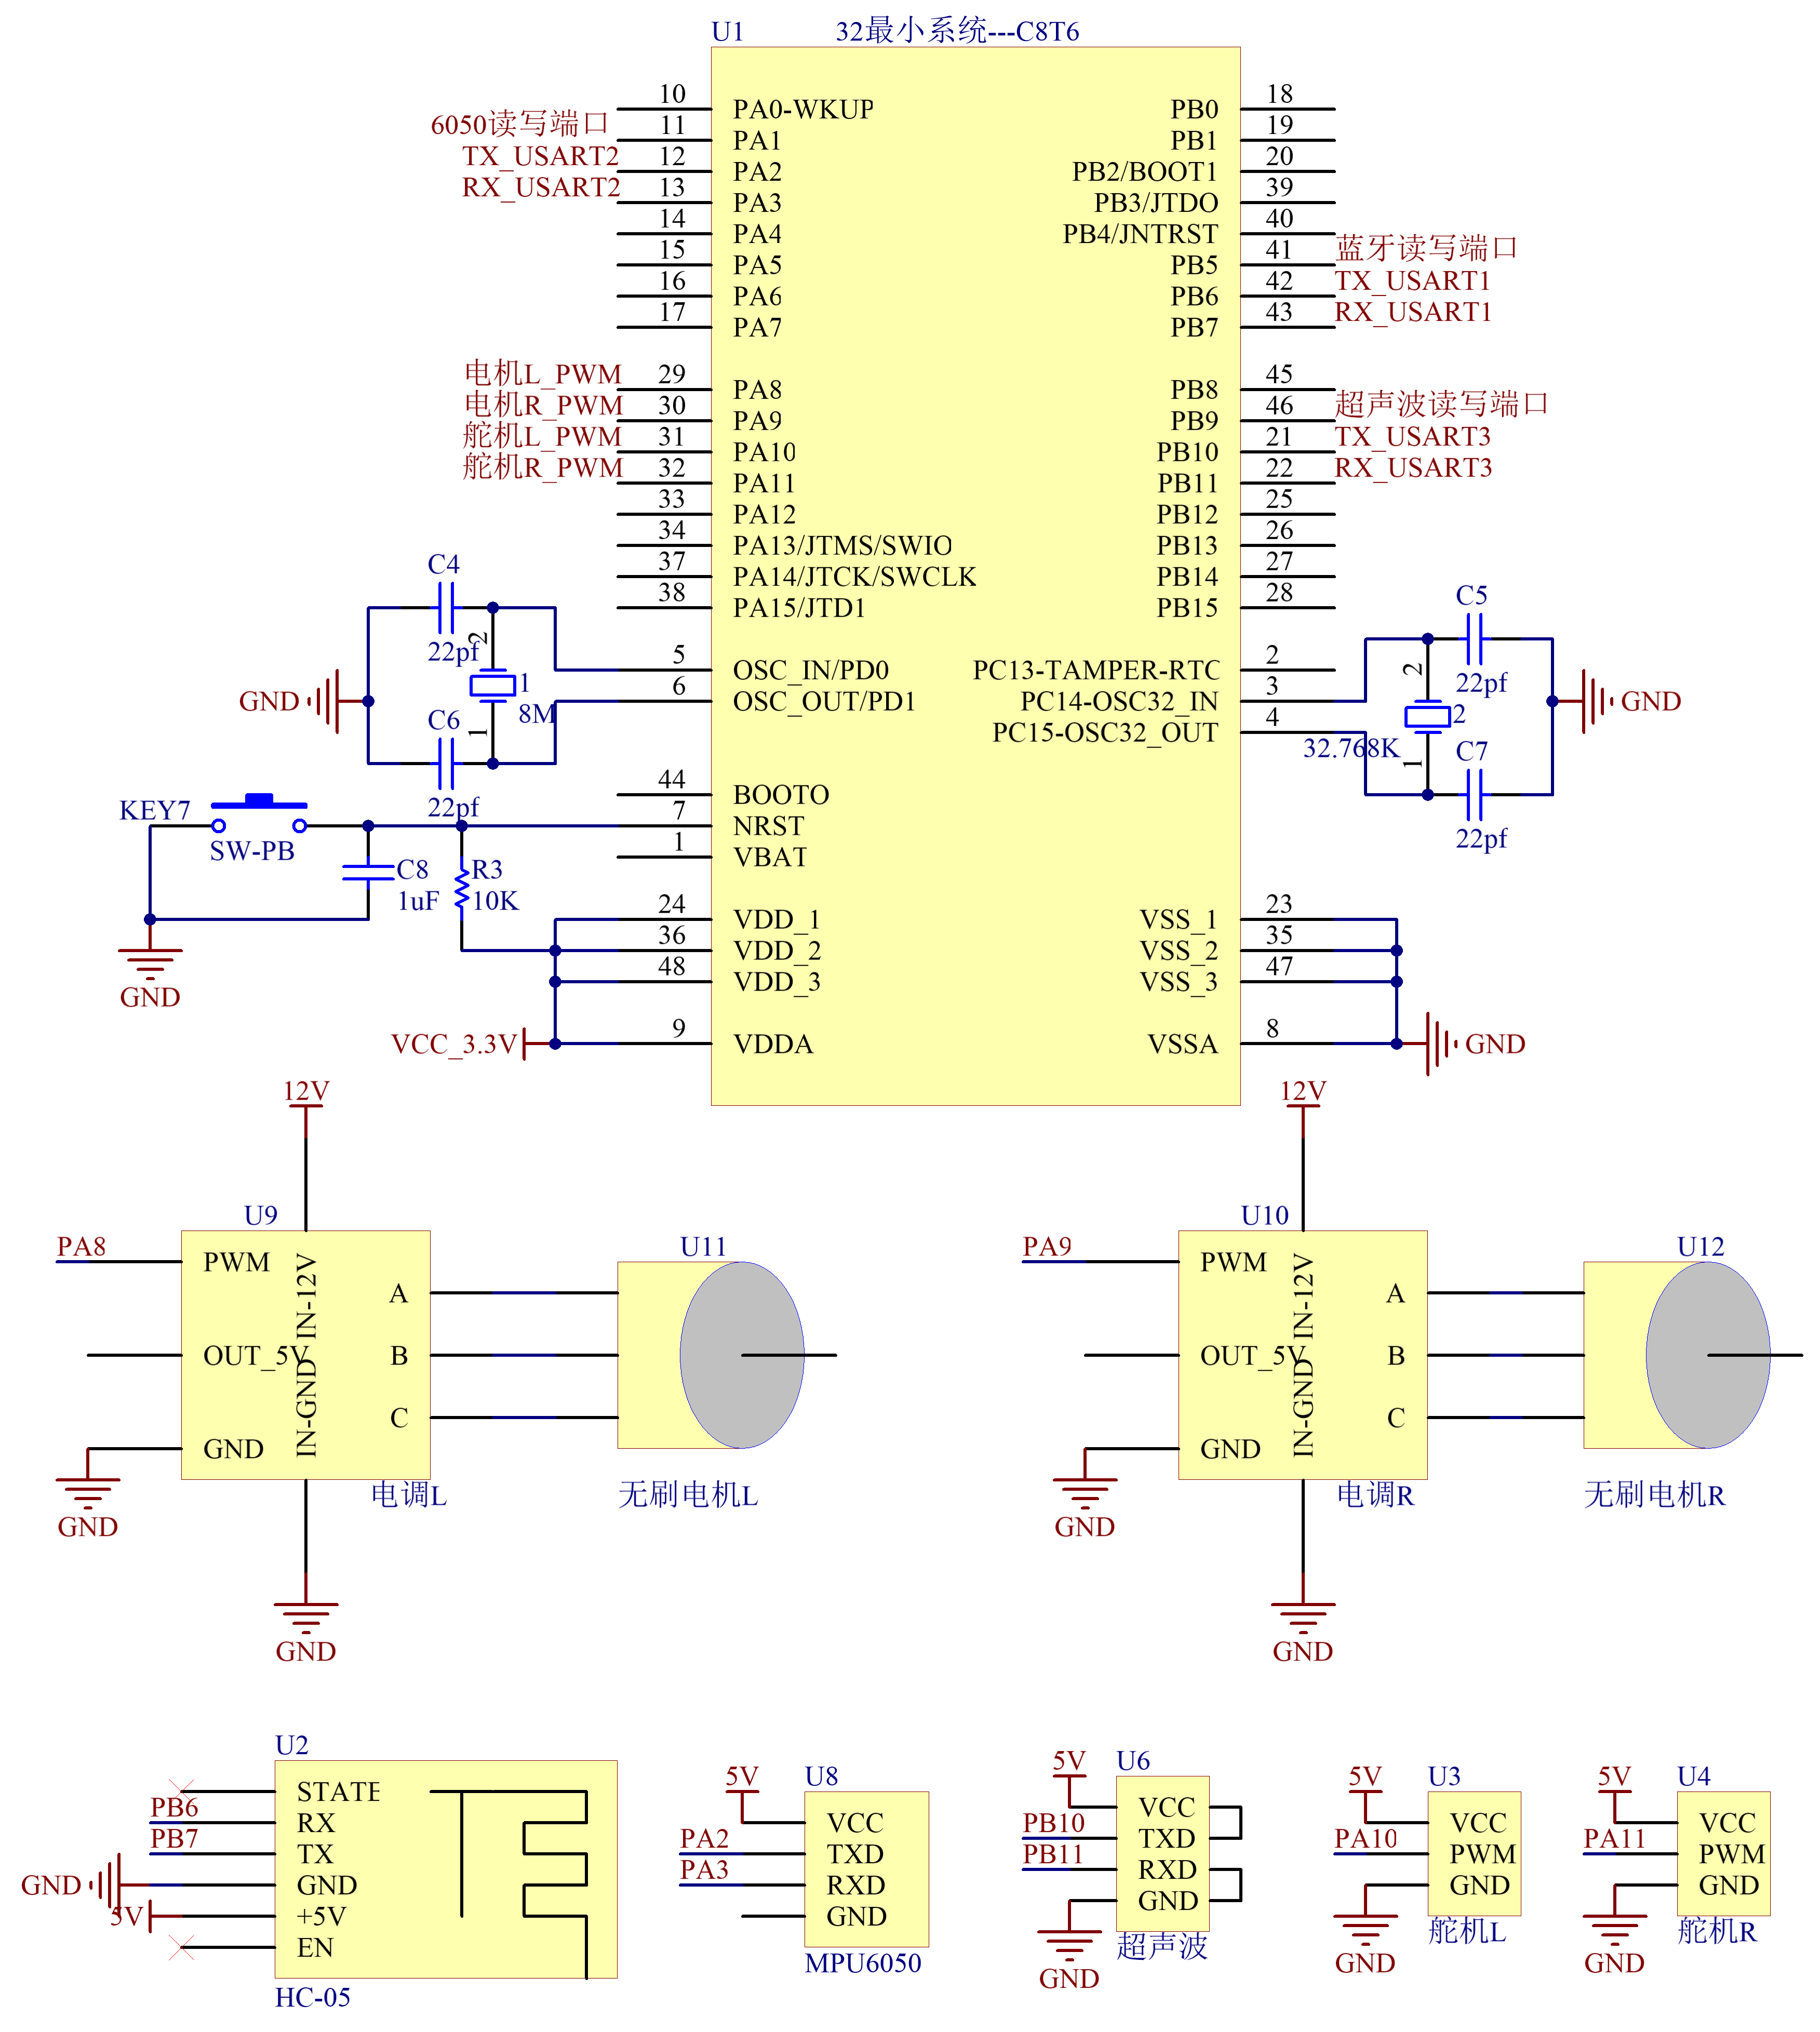 U1 32最小系统---C8T6
10 PA0-WKUP PB0 18
6050读写端口 11 PA1 PB1 19
TX_USART2 12 PA2 PB2/BOOT1 20
RX_USART2 13 PA3 PB3/JTDO 39
14 PA4 PB4/JNTRST 40
15 PA5 PB5 41 蓝牙读写端口
16 PA6 PB6 42 TX_USART1
17 PA7 PB7 43 RX_USART1
电机L_PWM 29 PA8 PB8 45
电机R_PWM 30 PA9 PB9 46 超声波读写端口
舵机L_PWM 31 PA10 PB10 21 TX_USART3
舵机R_PWM 32 PA11 PB11 22 RX_USART3
33 PA12 PB12 25
34 PA13/JTMS/SWIO PB13 26
37 PA14/JTCK/SWCLK PB14 27
38 PA15/JTD1 PB15 28
C4
22pf
2
1
8M
1
C6
22pf
GND
5 OSC_IN/PD0 PC13-TAMPER-RTC 2
6 OSC_OUT/PD1 PC14-OSC32_IN 3
PC15-OSC32_OUT 4
C5
22pf
2
2
32.768K
1
C7
22pf
GND
44 BOOTO
7 NRST
1 VBAT
KEY7
SW-PB
C8
1uF
R3
10K
GND
24 VDD_1 VSS_1 23
36 VDD_2 VSS_2 35
48 VDD_3 VSS_3 47
VCC_3.3V 9 VDDA VSSA 8 GND
12V
U9
PA8 PWM
IN-12V
A
OUT_5V
B
IN-GND
C
GND
GND
电调L
GND
U11
无刷电机L
12V
U10
PA9 PWM
IN-12V
A
OUT_5V
B
IN-GND
C
GND
GND
电调R
GND
U12
无刷电机R
U2
STATE
PB6 RX
PB7 TX
GND GND
5V +5V
EN
HC-05
5V U8
VCC
PA2 TXD
PA3 RXD
GND
MPU6050
5V U6
VCC
PB10 TXD
PB11 RXD
GND
超声波
GND
5V U3
VCC
PA10 PWM
GND
舵机L
GND
5V U4
VCC
PA11 PWM
GND
舵机R
GND